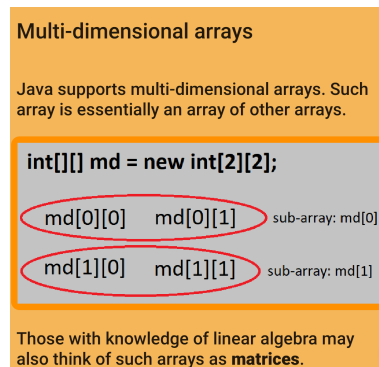 Multi-dimensional arrays
Java supports multi-dimensional arrays. Such
array is essentially an array of other arrays.
int[][] md = new int[2][2];
md[0][0] md[0][1] sub-array: md[0]
md[1][0] md[1][1] sub-array: md[1]
Those with knowledge of linear algebra may
also think of such arrays as matrices.